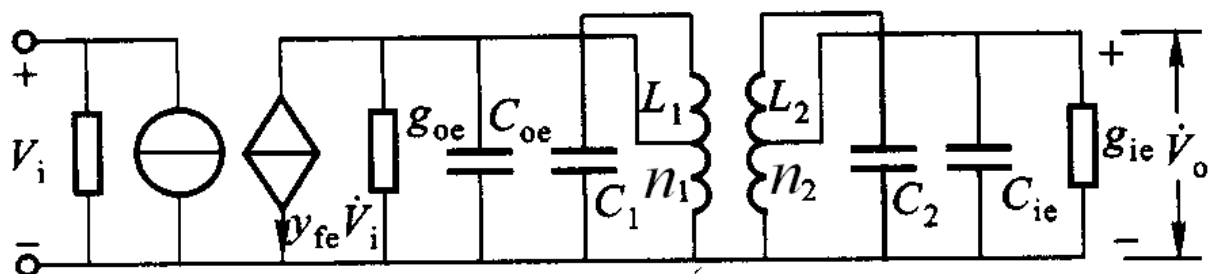 +
V_i
−
y_fe V̇_i
g_oe
C_oe
C_1
L_1
n_1
L_2
n_2
C_2
C_ie
g_ie
+
V̇_o
−